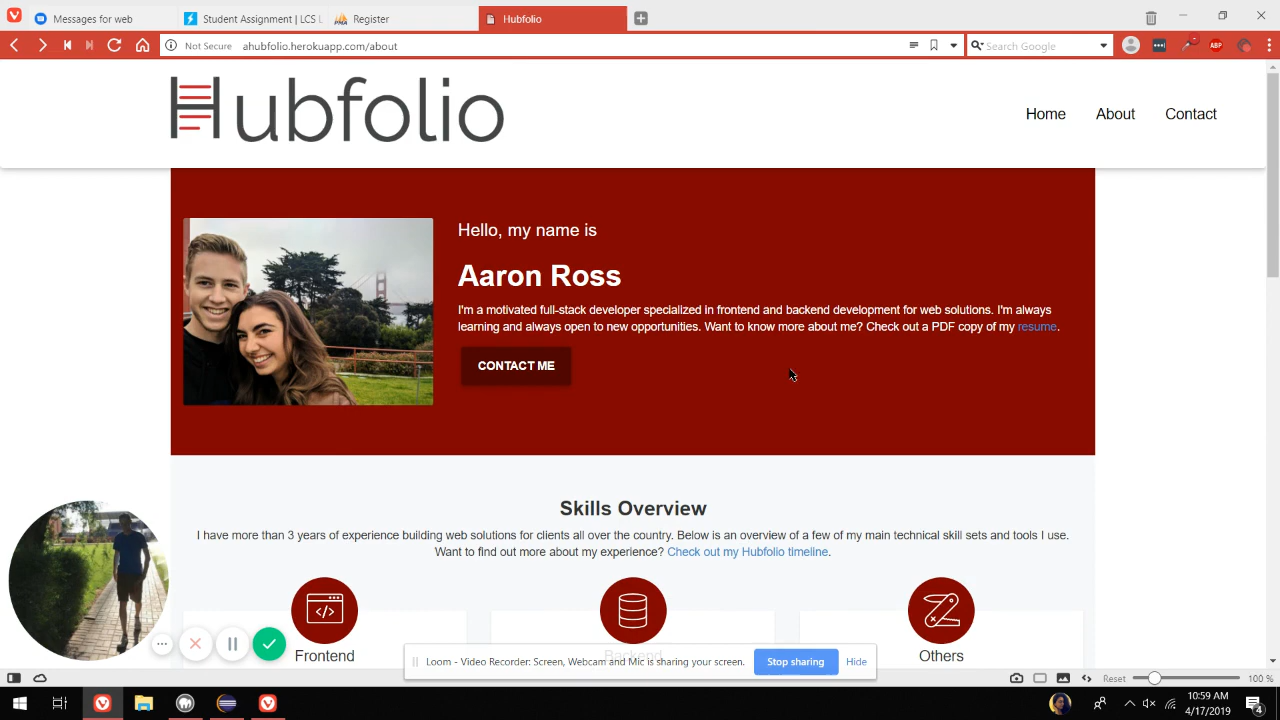 Messages for web
Student Assignment | LCS L
Register
Hubfolio
Not Secure
ahubfolio.herokuapp.com/about
Search Google
ABP
Hubfolio
Home
About
Contact
Hello, my name is
Aaron Ross
I'm a motivated full-stack developer specialized in frontend and backend development for web solutions. I'm always
learning and always open to new opportunities. Want to know more about me? Check out a PDF copy of my resume.
CONTACT ME
Skills Overview
I have more than 3 years of experience building web solutions for clients all over the country. Below is an overview of a few of my main technical skill sets and tools I use.
Want to find out more about my experience? Check out my Hubfolio timeline.
Frontend
Backend
Others
Loom - Video Recorder: Screen, Webcam and Mic is sharing your screen.
Stop sharing
Hide
Reset
100 %
10:59 AM
4/17/2019
4